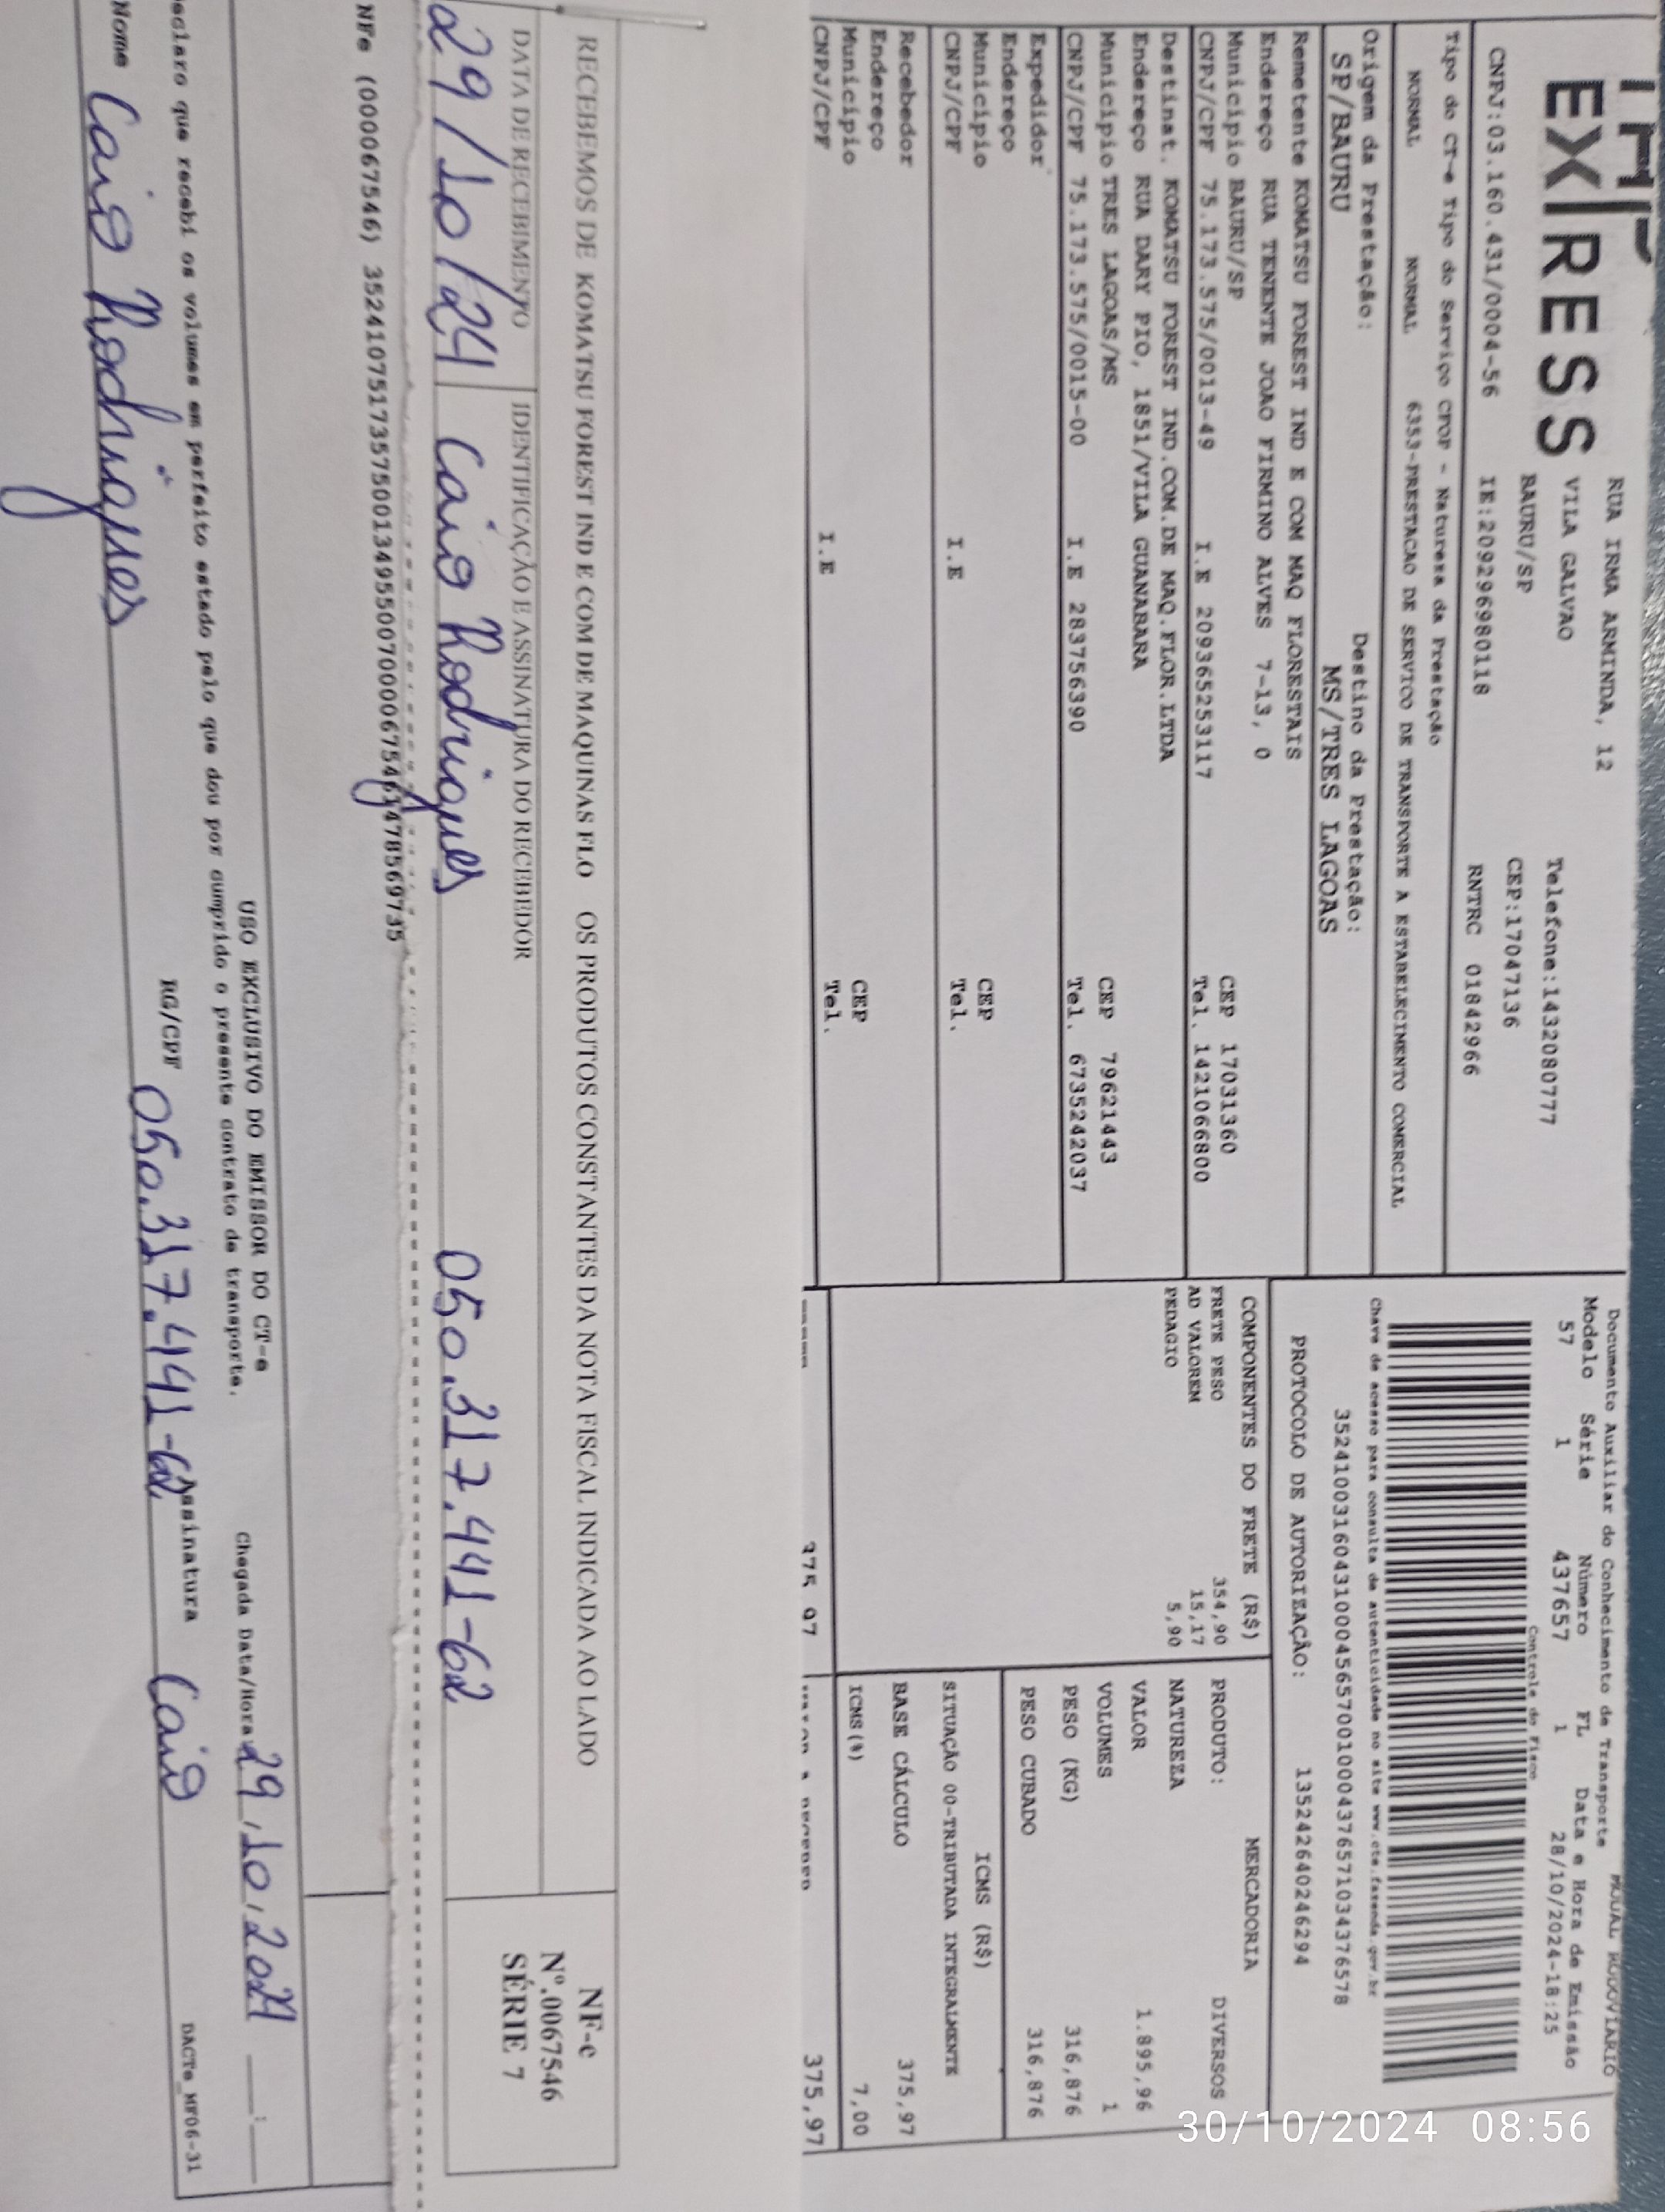 EXPRESS
RUA IRMA ARMINDA, 12
VILA GALVAO Telefone:1432080777
BAURU/SP CEP:17047136
CNPJ:03.160.431/0004-56 IE:209296980118 RNTRC 01842966
Tipo do CT-e Tipo do Serviço CFOP - Natureza da Prestação
NORMAL NORMAL 6353-PRESTACAO DE SERVICO DE TRANSPORTE A ESTABELECIMENTO COMERCIAL
Origem da Prestação: Destino da Prestação:
SP/BAURU MS/TRES LAGOAS
Remetente KOMATSU FOREST IND E COM MAQ FLORESTAIS
Endereço RUA TENENTE JOAO FIRMINO ALVES 7-13, 0
Município BAURU/SP CEP 17031360
CNPJ/CPF 75.173.575/0013-49 I.E 209365253117 Tel. 1421066800
Destinat. KOMATSU FOREST IND.COM.DE MAQ.FLOR.LTDA
Endereço RUA DARY PIO, 1851/VILA GUANABARA
Município TRES LAGOAS/MS CEP 79621443
CNPJ/CPF 75.173.575/0015-00 I.E 283756390 Tel. 6735242037
Expedidor
Endereço
Município CEP
CNPJ/CPF I.E Tel.
Recebedor
Endereço
Município CEP
CNPJ/CPF I.E Tel.
Documento Auxiliar do Conhecimento de Transporte MODAL RODOVIARIO
Modelo Série Número FL Data e Hora de Emissão
57 1 437657 1 28/10/2024-18:25
Controle do Fisco
Chave de acesso para consulta de autenticidade no site www.cte.fazenda.gov.br
35241003160431000456570010004376571034376578
PROTOCOLO DE AUTORIZAÇÃO: 135242640246294
COMPONENTES DO FRETE (R$)
FRETE PESO 354,90
AD VALOREM 15,17
PEDAGIO 5,90
375,97
MERCADORIA
PRODUTO: DIVERSOS
NATUREZA
VALOR 1.895,96
VOLUMES 1
PESO (KG) 316,876
PESO CUBADO 316,876
ICMS (R$)
SITUAÇÃO 00-TRIBUTADA INTEGRALMENTE
BASE CÁLCULO 375,97
ICMS(%) 7,00
375,97
RECEBEMOS DE KOMATSU FOREST IND E COM DE MAQUINAS FLO OS PRODUTOS CONSTANTES DA NOTA FISCAL INDICADA AO LADO
DATA DE RECEBIMENTO IDENTIFICAÇÃO E ASSINATURA DO RECEBEDOR
29/10/24 Caio Rodrigues 050.317.441-62
NF-e
Nº.0067546
SÉRIE 7
NFe (000067546) 35241075173575001349550070000675461478569735
USO EXCLUSIVO DO EMISSOR DO CT-e
eclaro que recebi os volumes em perfeito estado pelo que dou por cumprido o presente contrato de transporte.
Chegada Data/Hora 29,10,2024 __:__
Nome Caio Rodrigues RG/CPF 050.317.441-62 Assinatura Caio
DACTe_MF06-31
30/10/2024 08:56